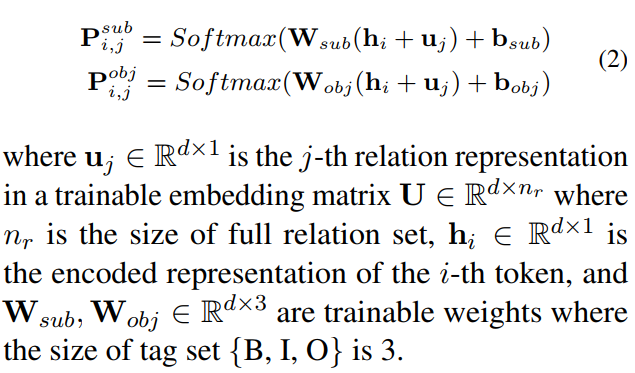 P^{sub}_{i,j} = Softmax(W_{sub}(h_i + u_j) + b_{sub})
P^{obj}_{i,j} = Softmax(W_{obj}(h_i + u_j) + b_{obj})
(2)
where u_j ∈ ℝ^{d×1} is the j-th relation representation
in a trainable embedding matrix U ∈ ℝ^{d×n_r} where
n_r is the size of full relation set, h_i ∈ ℝ^{d×1} is
the encoded representation of the i-th token, and
W_{sub}, W_{obj} ∈ ℝ^{d×3} are trainable weights where
the size of tag set {B, I, O} is 3.